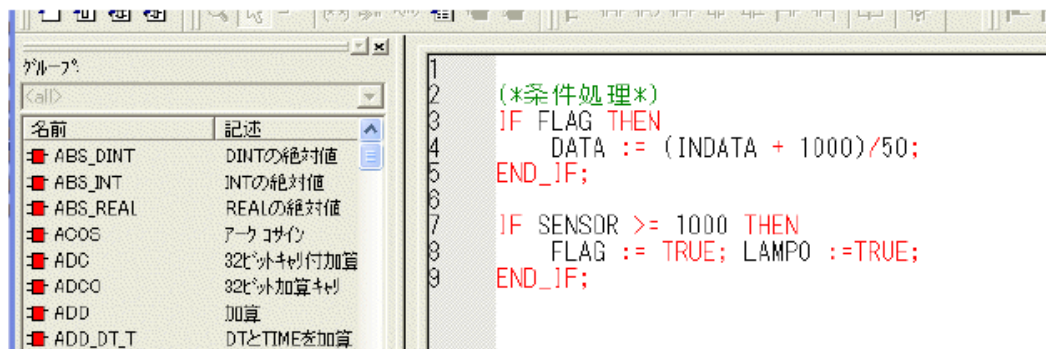 グループ:
<all>
名前 記述
ABS_DINT DINTの絶対値
ABS_INT INTの絶対値
ABS_REAL REALの絶対値
ACOS アークコサイン
ADC 32ビットキャリ付加算
ADCO 32ビット加算キャリ
ADD 加算
ADD_DT_T DTとTIMEを加算
1
2 (*条件処理*)
3 IF FLAG THEN
4 DATA := (INDATA + 1000)/50;
5 END_IF;
6
7 IF SENSOR >= 1000 THEN
8 FLAG := TRUE; LAMPO :=TRUE;
9 END_IF;